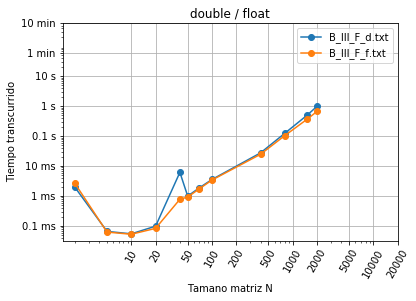 double / float
10 min
1 min
10 s
1 s
0.1 s
10 ms
1 ms
0.1 ms
Tiempo transcurrido
B_III_F_d.txt
B_III_F_f.txt
10
20
50
100
200
500
1000
2000
5000
10000
20000
Tamano matriz N